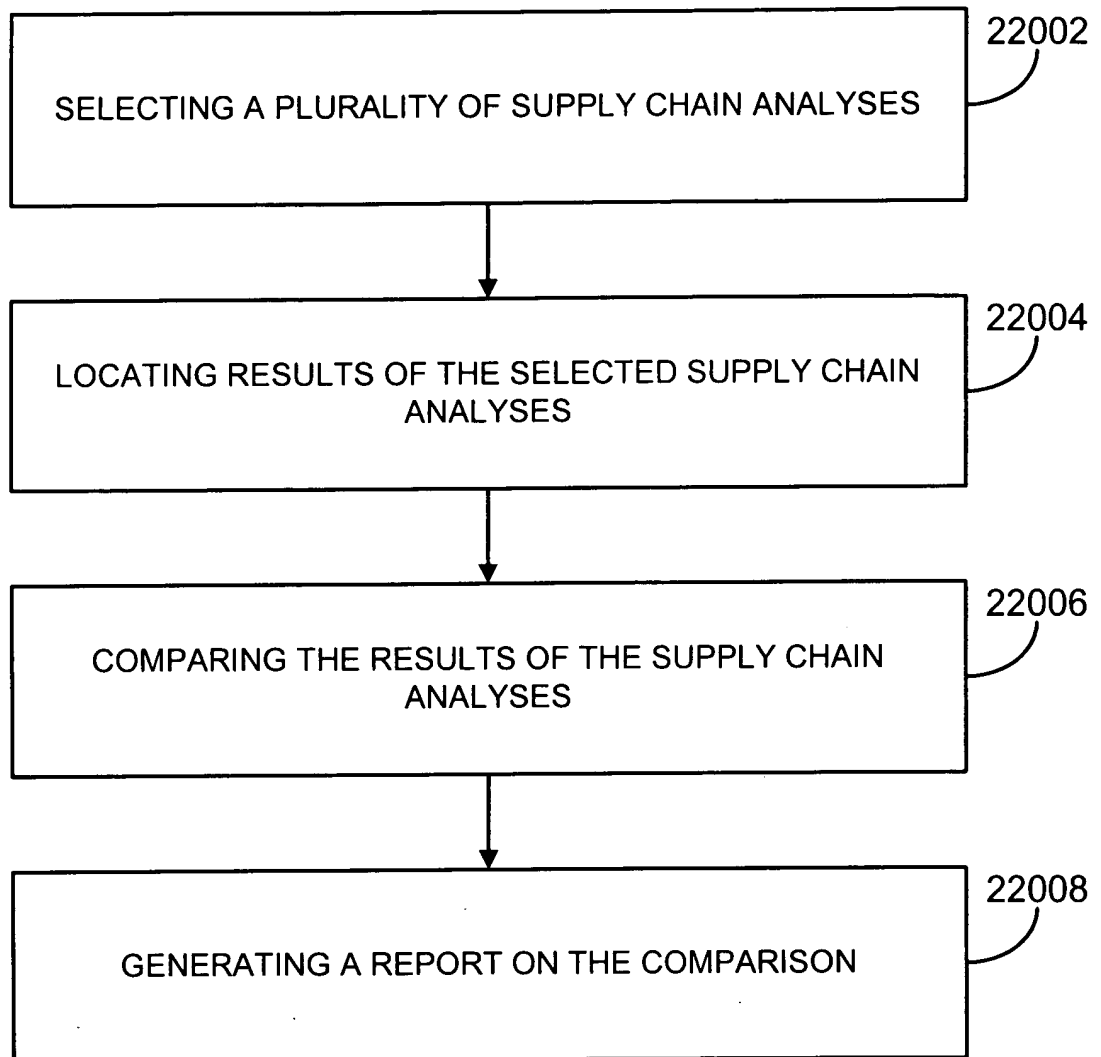 22002
SELECTING A PLURALITY OF SUPPLY CHAIN ANALYSES
22004
LOCATING RESULTS OF THE SELECTED SUPPLY CHAIN
ANALYSES
22006
COMPARING THE RESULTS OF THE SUPPLY CHAIN
ANALYSES
22008
GENERATING A REPORT ON THE COMPARISON